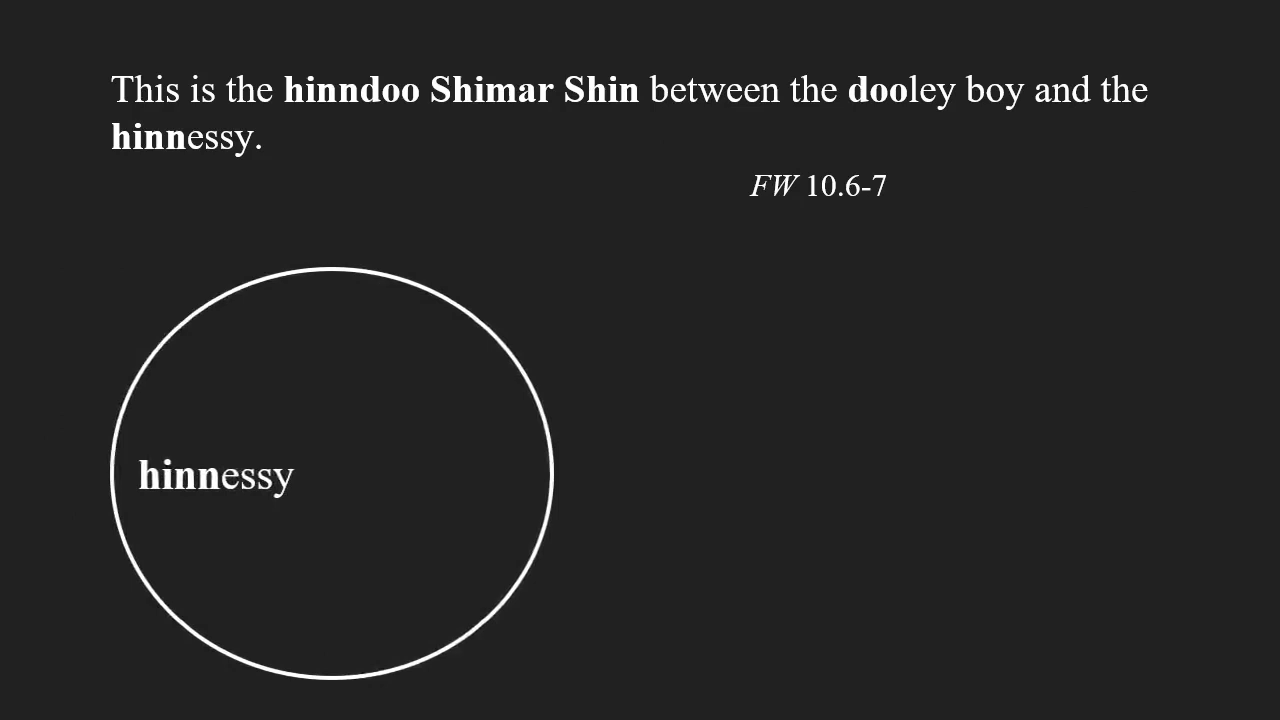 This is the hinndoo Shimar Shin between the dooley boy and the
hinnessy.
FW 10.6-7
hinnessy